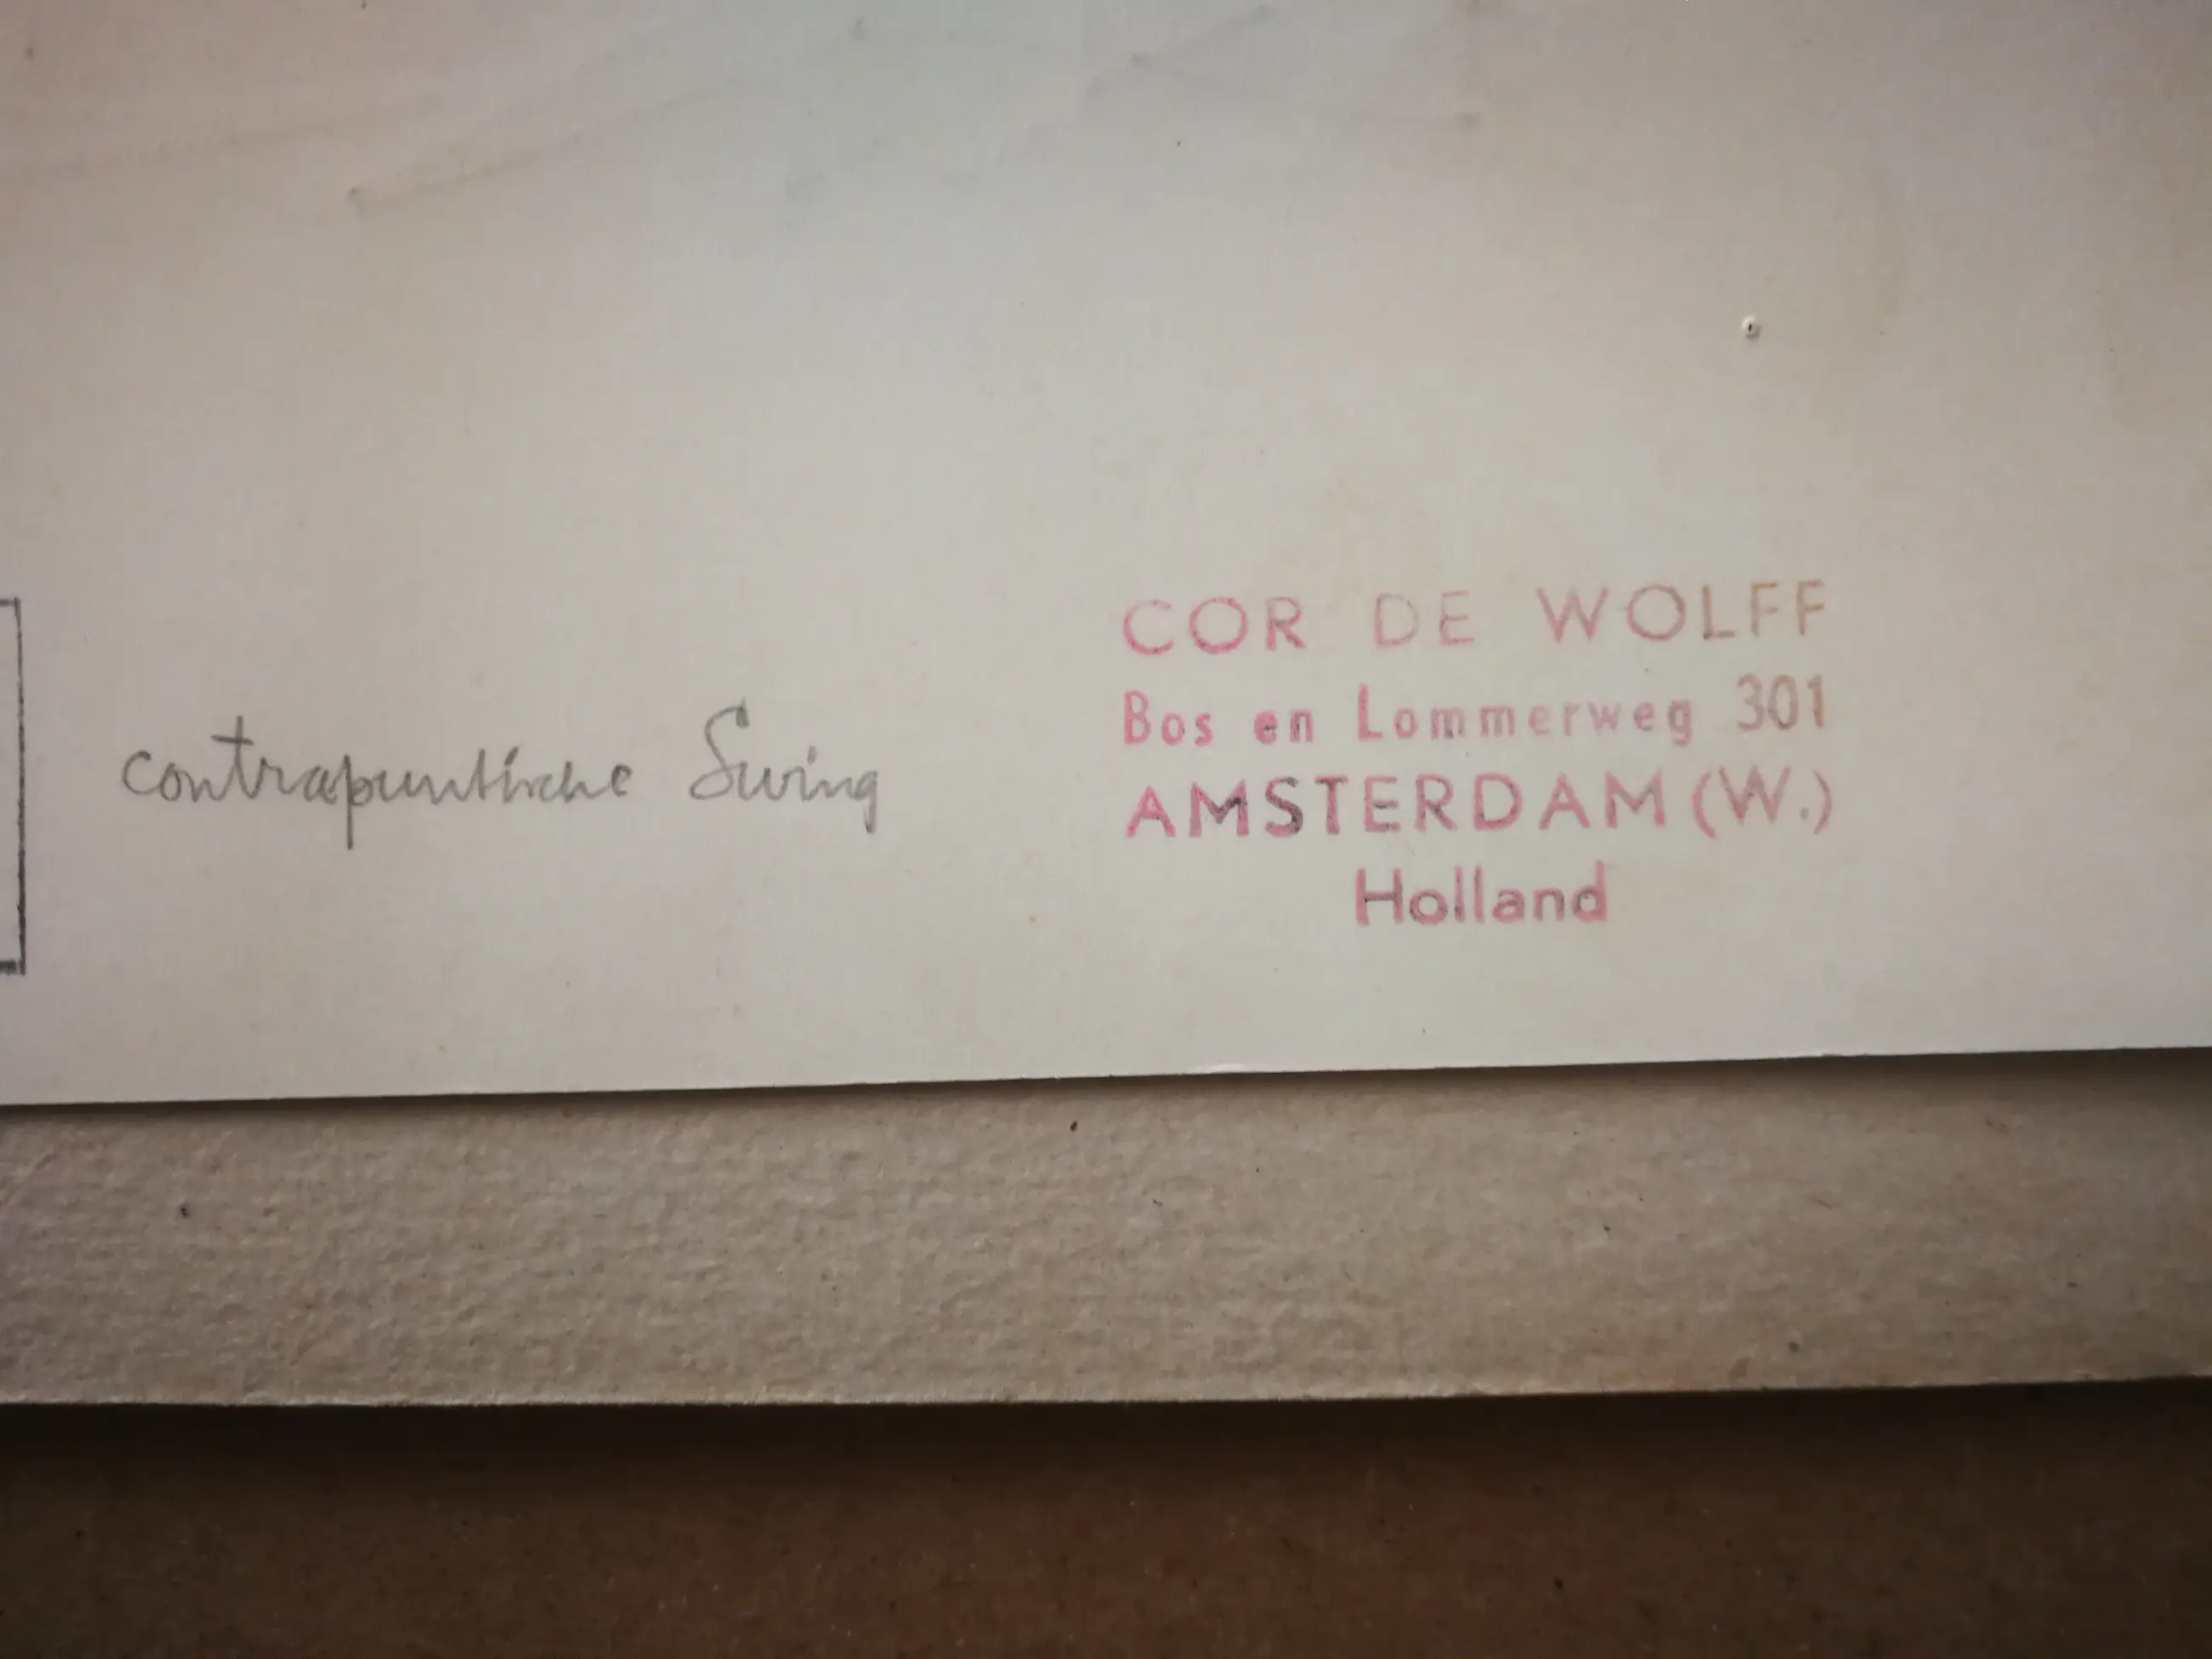 contrapuntische Swing
COR DE WOLFF
Bos en Lommerweg 301
AMSTERDAM (W.)
Holland